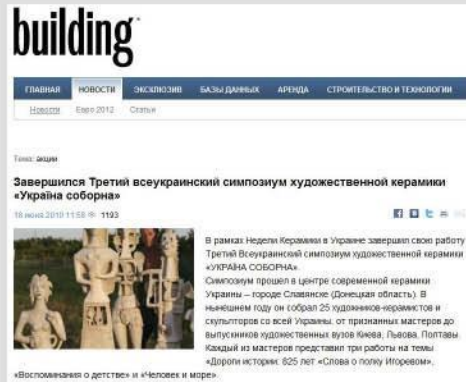 building
ГЛАВНАЯ НОВОСТИ ЭКСКЛЮЗИВ БАЗЫ ДАННЫХ АРЕНДА СТРОИТЕЛЬСТВО И ТЕХНОЛОГИИ
Новости Евро 2012 Статьи
Тема: акции
Завершился Третий всеукраинский симпозиум художественной керамики
«Україна соборна»
18 июня 2010 11:58 1193
В рамках Недели Керамики в Украине завершил свою работу
Третий Всеукраинский симпозиум художественной керамики
«УКРАЇНА СОБОРНА».
Симпозиум прошел в центре современной керамики
Украины – городе Славянске (Донецкая область). В
нынешнем году он собрал 25 художников-керамистов и
скульпторов со всей Украины: от признанных мастеров до
выпускников художественных вузов Киева, Львова, Полтавы.
Каждый из мастеров представил три работы на темы
«Дороги истории: 825 лет «Слова о полку Игоревом»,
«Воспоминания о детстве» и «Человек и море».